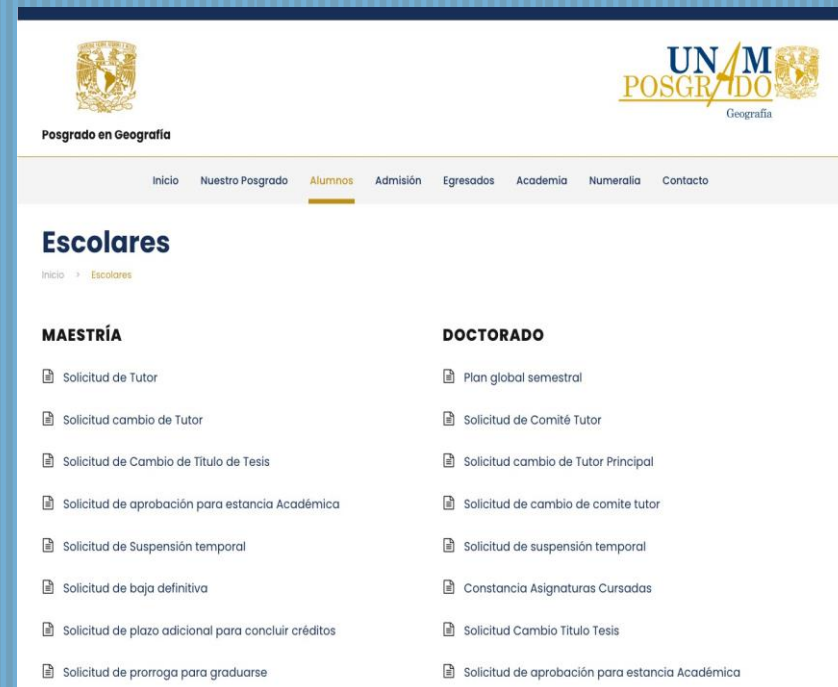 UNAM
POSGRADO
Geografía
Posgrado en Geografía
Inicio Nuestro Posgrado Alumnos Admisión Egresados Academia Numeralia Contacto
Escolares
Inicio > Escolares
MAESTRÍA
Solicitud de Tutor
Solicitud cambio de Tutor
Solicitud de Cambio de Título de Tesis
Solicitud de aprobación para estancia Académica
Solicitud de Suspensión temporal
Solicitud de baja definitiva
Solicitud de plazo adicional para concluir créditos
Solicitud de prorroga para graduarse
DOCTORADO
Plan global semestral
Solicitud de Comité Tutor
Solicitud cambio de Tutor Principal
Solicitud de cambio de comite tutor
Solicitud de suspensión temporal
Constancia Asignaturas Cursadas
Solicitud Cambio Titulo Tesis
Solicitud de aprobación para estancia Académica